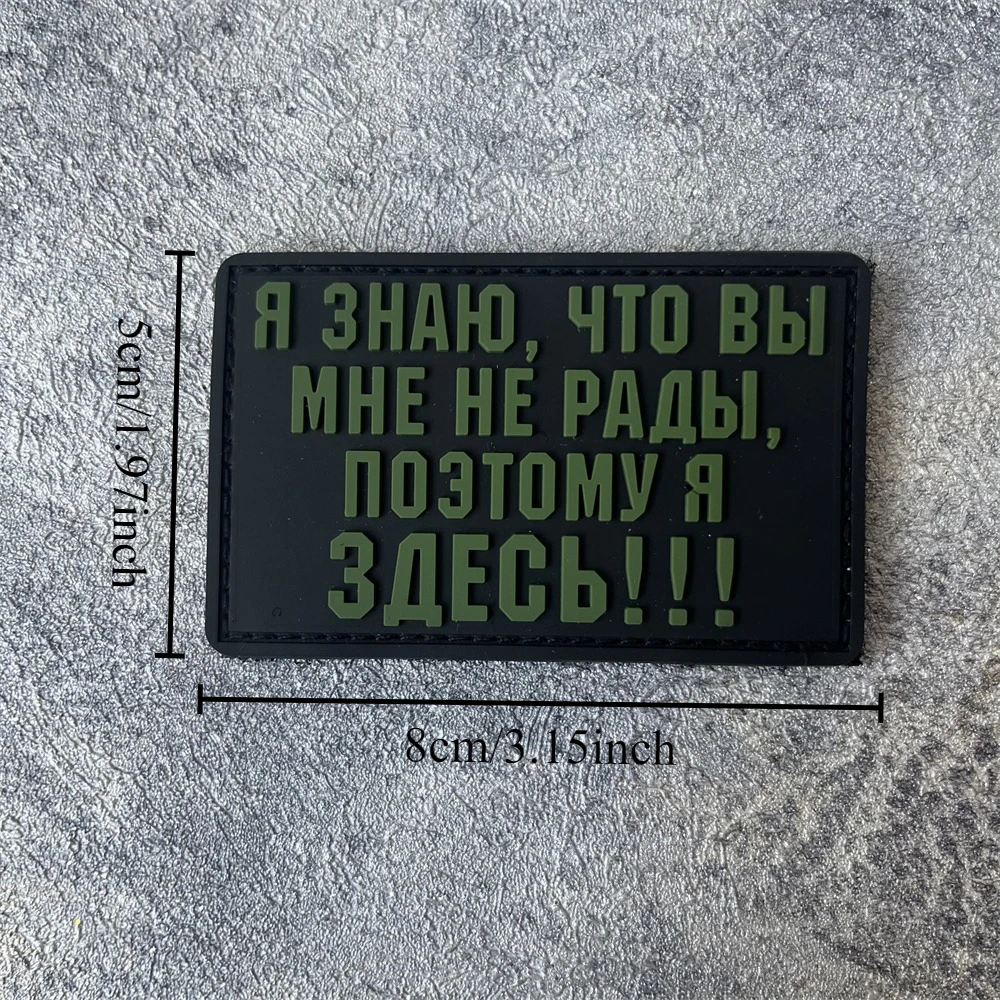 Я ЗНАЮ, ЧТО ВЫ
МНЕ НЕ РАДЫ,
ПОЭТОМУ Я
ЗДЕСЬ!!!
5cm/1.97inch
8cm/3.15inch